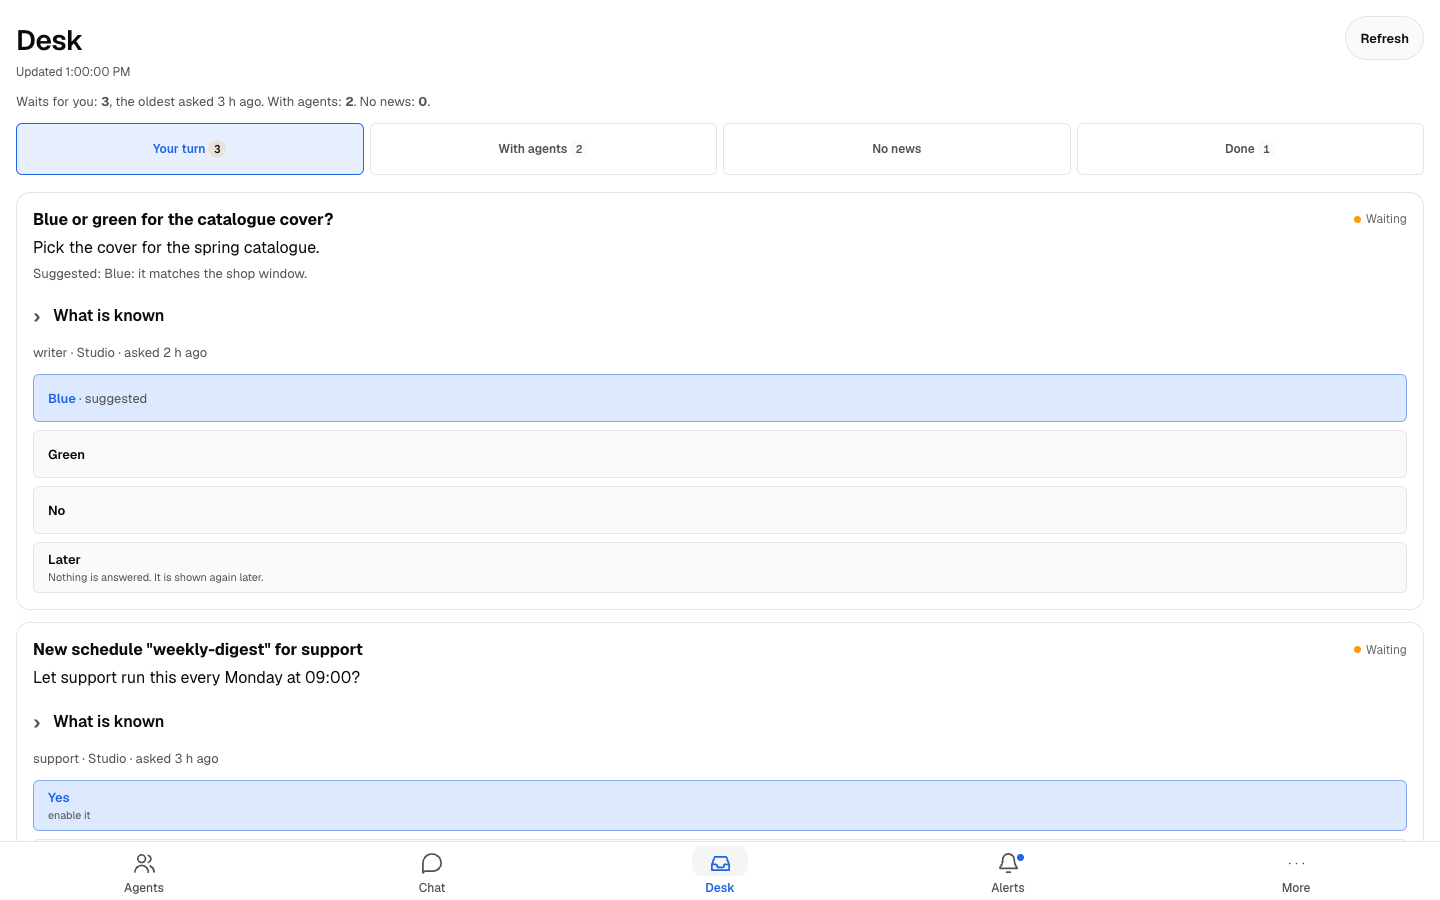 Desk
Refresh
Updated 1:00:00 PM
Waits for you: 3, the oldest asked 3 h ago. With agents: 2. No news: 0.
Your turn 3
With agents 2
No news
Done 1
Blue or green for the catalogue cover?
Waiting
Pick the cover for the spring catalogue.
Suggested: Blue: it matches the shop window.
What is known
writer · Studio · asked 2 h ago
Blue · suggested
Green
No
Later
Nothing is answered. It is shown again later.
New schedule "weekly-digest" for support
Waiting
Let support run this every Monday at 09:00?
What is known
support · Studio · asked 3 h ago
Yes
enable it
Agents
Chat
Desk
Alerts
More